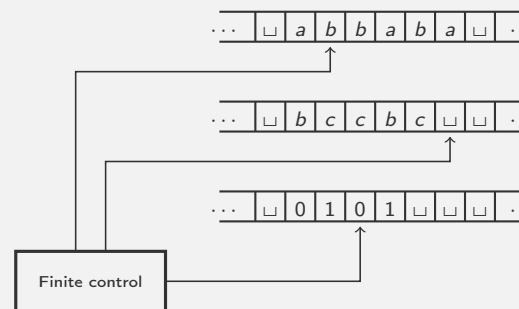 ··· ␣ a b b a b a ␣ ·
··· ␣ b c c b c ␣ ␣ ·
··· ␣ 0 1 0 1 ␣ ␣ ␣ ·
Finite control